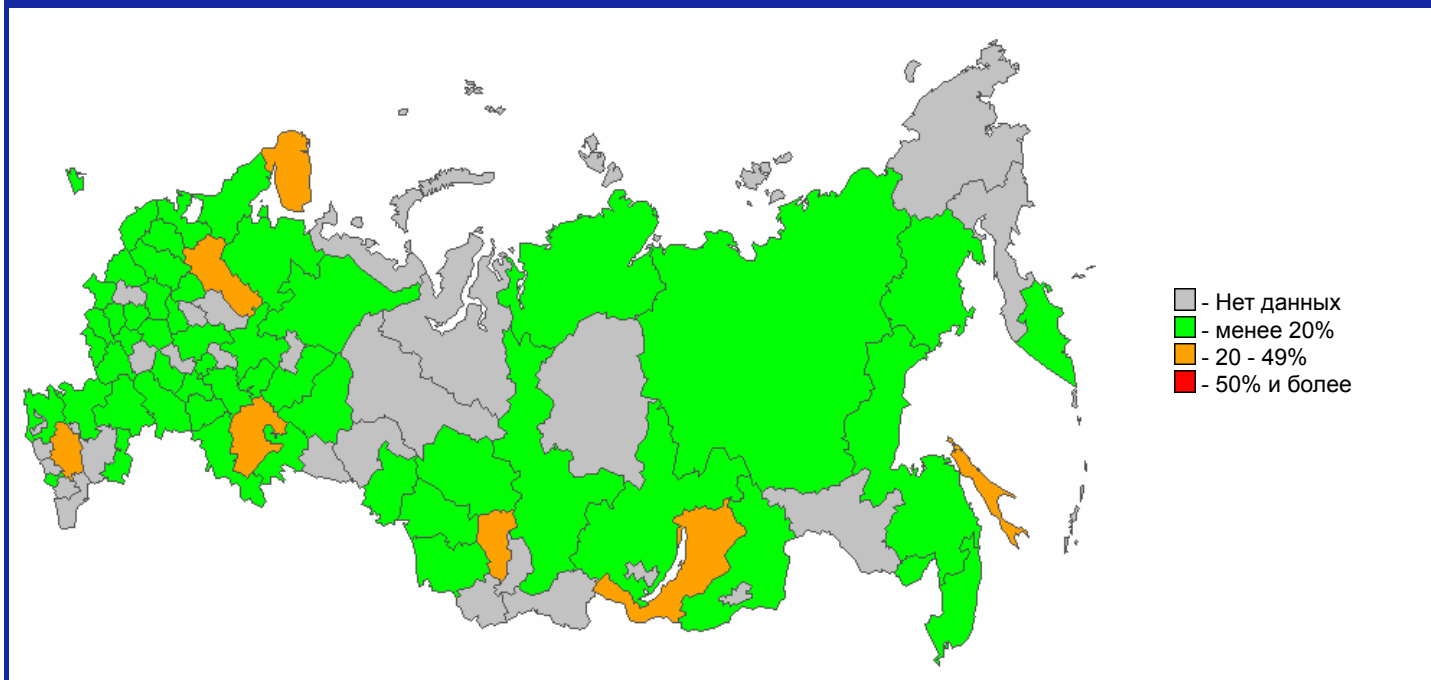 - Нет данных
- менее 20%
- 20 - 49%
- 50% и более